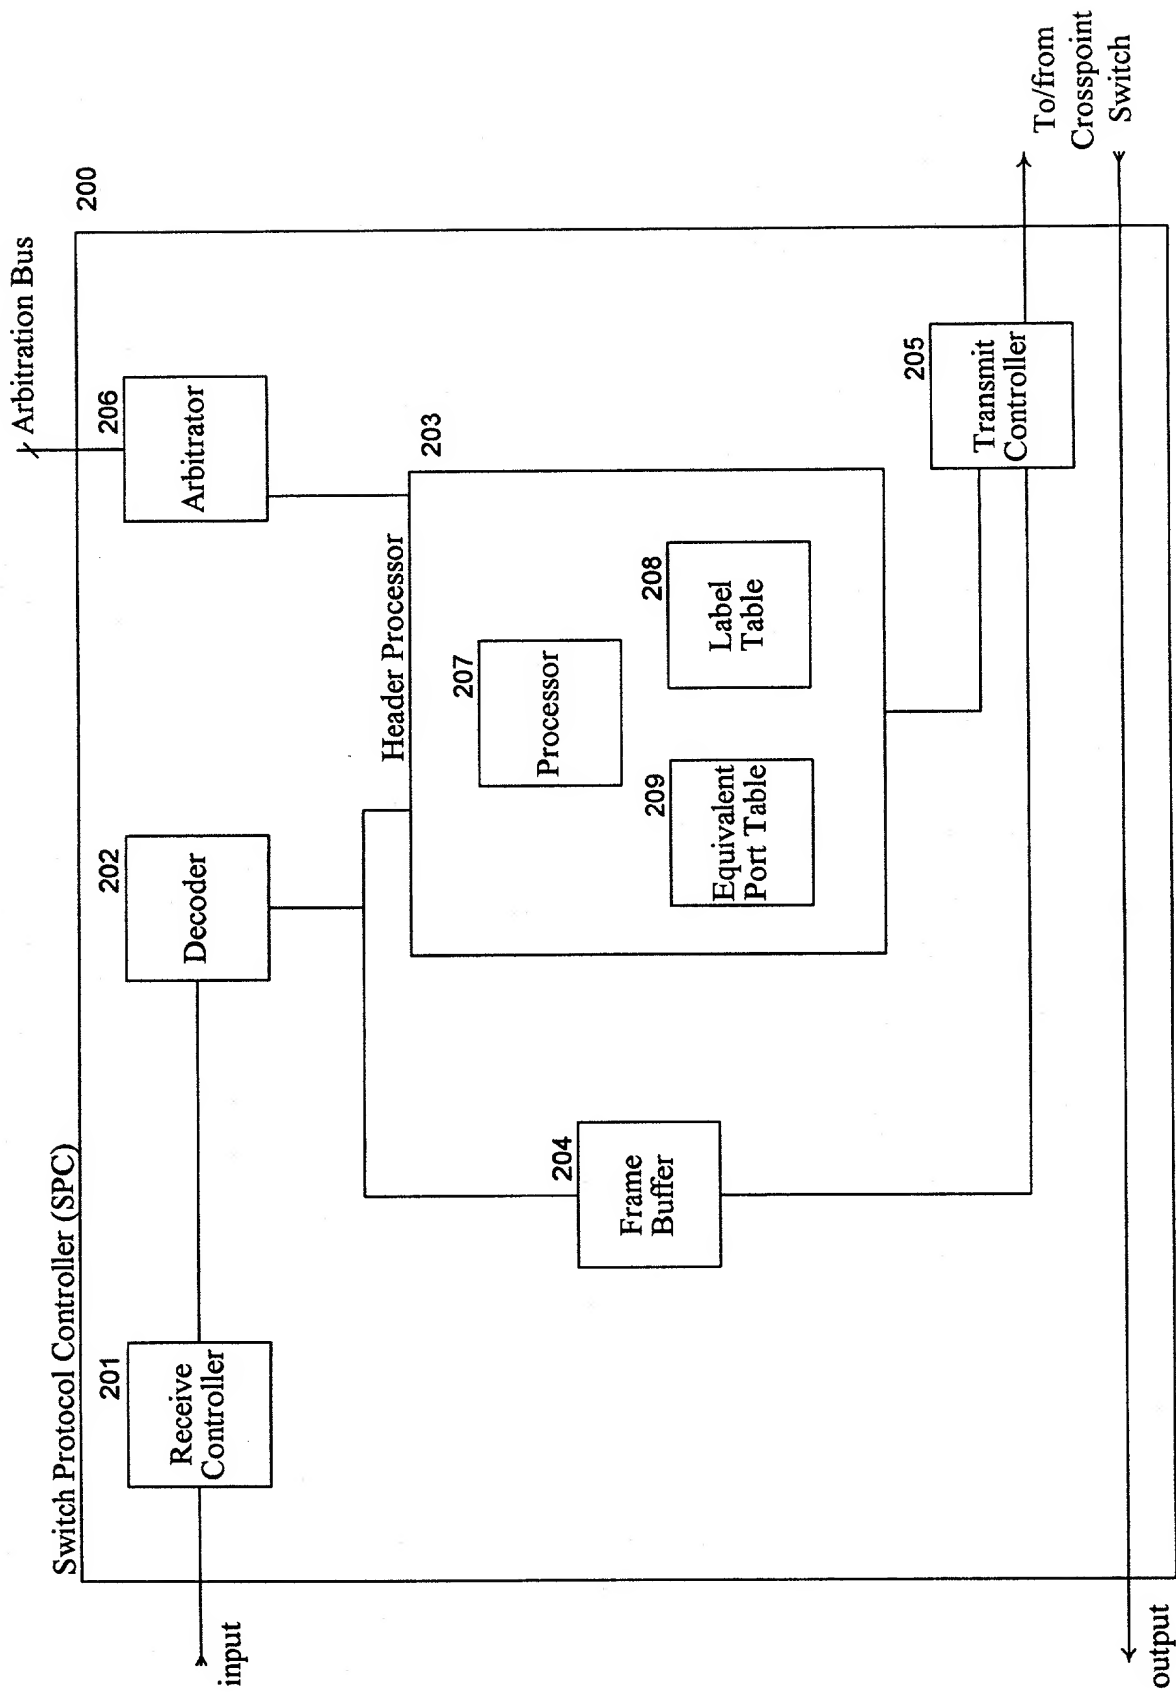 Switch Protocol Controller (SPC)
200
Arbitration Bus
input
201
Receive
Controller
202
Decoder
206
Arbitrator
Header Processor
203
207
Processor
209
Equivalent
Port Table
208
Label
Table
204
Frame
Buffer
205
Transmit
Controller
To/from
Crosspoint
Switch
output